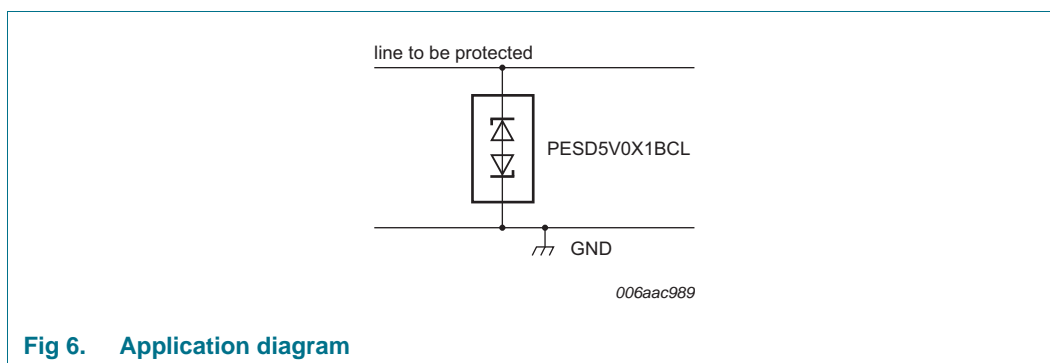 line to be protected
PESD5V0X1BCL
GND
006aac989
Fig 6. Application diagram